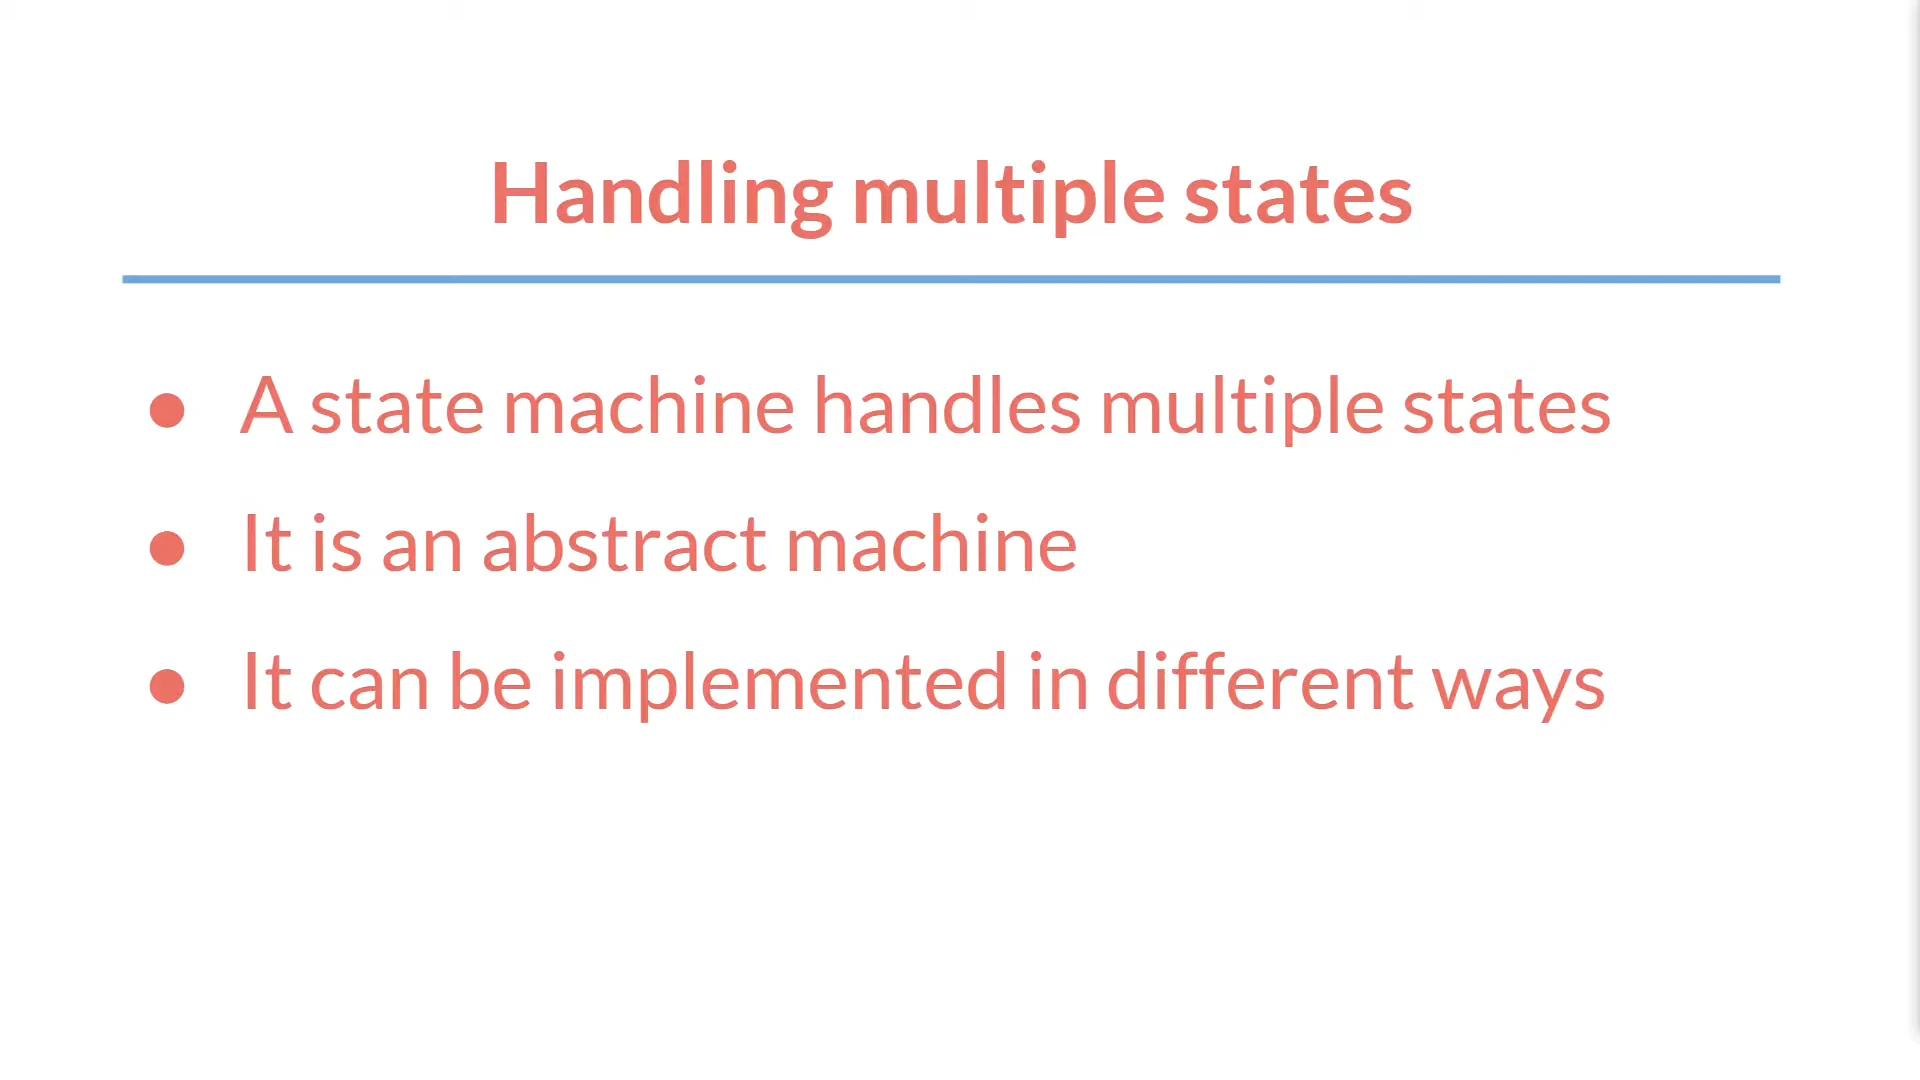 Handling multiple states
● A state machine handles multiple states
● It is an abstract machine
● It can be implemented in different ways